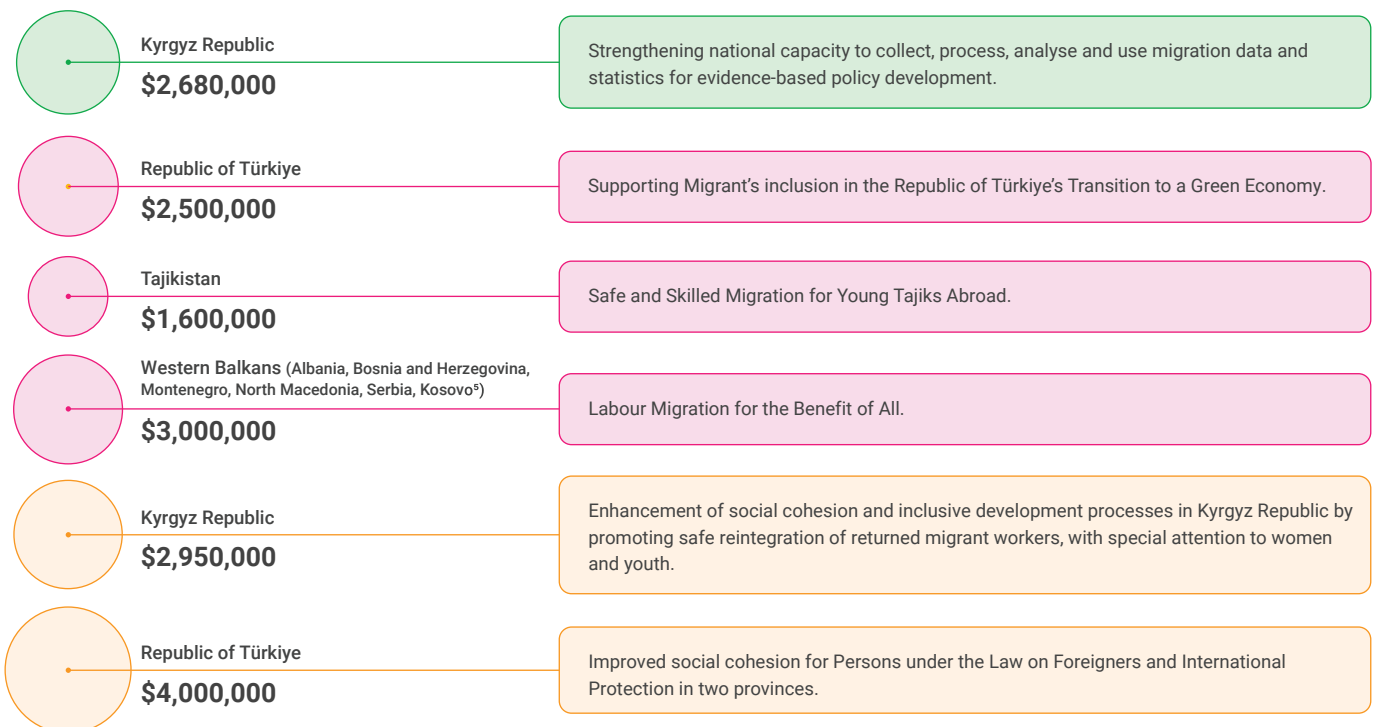 Kyrgyz Republic
$2,680,000
Strengthening national capacity to collect, process, analyse and use migration data and
statistics for evidence-based policy development.
Republic of Türkiye
$2,500,000
Supporting Migrant’s inclusion in the Republic of Türkiye’s Transition to a Green Economy.
Tajikistan
$1,600,000
Safe and Skilled Migration for Young Tajiks Abroad.
Western Balkans (Albania, Bosnia and Herzegovina,
Montenegro, North Macedonia, Serbia, Kosovo⁵)
$3,000,000
Labour Migration for the Benefit of All.
Kyrgyz Republic
$2,950,000
Enhancement of social cohesion and inclusive development processes in Kyrgyz Republic by
promoting safe reintegration of returned migrant workers, with special attention to women
and youth.
Republic of Türkiye
$4,000,000
Improved social cohesion for Persons under the Law on Foreigners and International
Protection in two provinces.